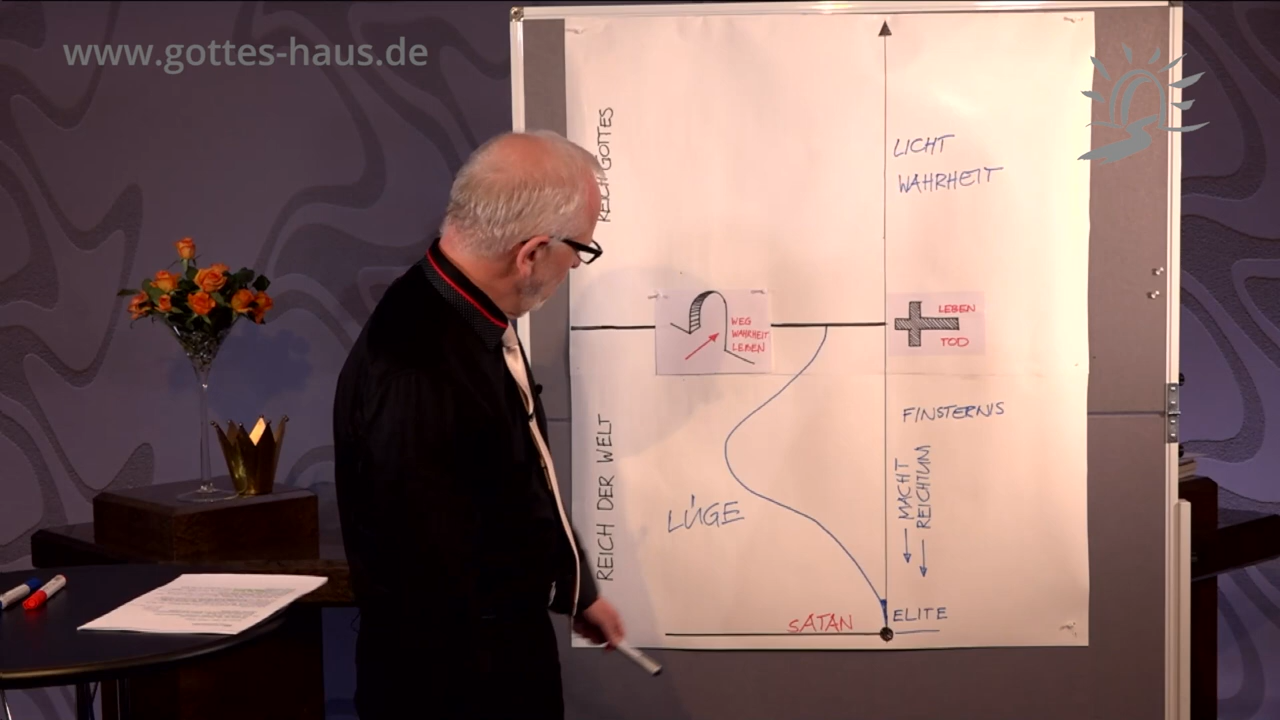 www.gottes-haus.de
REICH GOTTES
LICHT
WAHRHEIT
WEG
WAHRHEIT
LEBEN
LEBEN
TOD
FINSTERNIS
REICH DER WELT
MACHT
REICHTUM
LÜGE
SATAN
ELITE